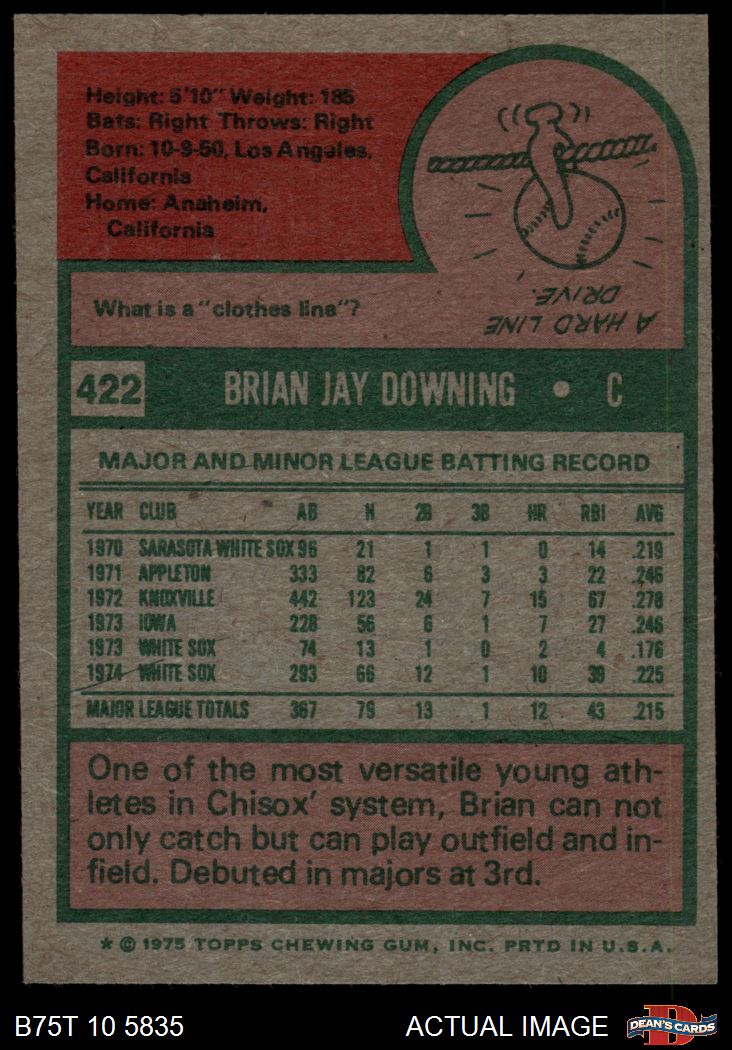 Height: 5'10" Weight: 185
Bats: Right Throws: Right
Born: 10-9-50, Los Angeles,
California
Home: Anaheim,
California
What is a "clothes line"?
A HARD LINE
DRIVE.
422 BRIAN JAY DOWNING • C
MAJOR AND MINOR LEAGUE BATTING RECORD
YEAR CLUB AB H 2B 3B HR RBI AVG
1970 SARASOTA WHITE SOX 96 21 1 1 0 14 .219
1971 APPLETON 333 82 6 3 3 22 .246
1972 KNOXVILLE 442 123 24 7 15 67 .278
1973 IOWA 228 56 6 1 7 27 .246
1973 WHITE SOX 74 13 1 0 2 4 .176
1974 WHITE SOX 293 66 12 1 10 39 .225
MAJOR LEAGUE TOTALS 367 79 13 1 12 43 .215
One of the most versatile young ath-
letes in Chisox' system, Brian can not
only catch but can play outfield and in-
field. Debuted in majors at 3rd.
* © 1975 TOPPS CHEWING GUM, INC. PRTD IN U.S.A.
B75T 10 5835 ACTUAL IMAGE DEAN'S CARDS